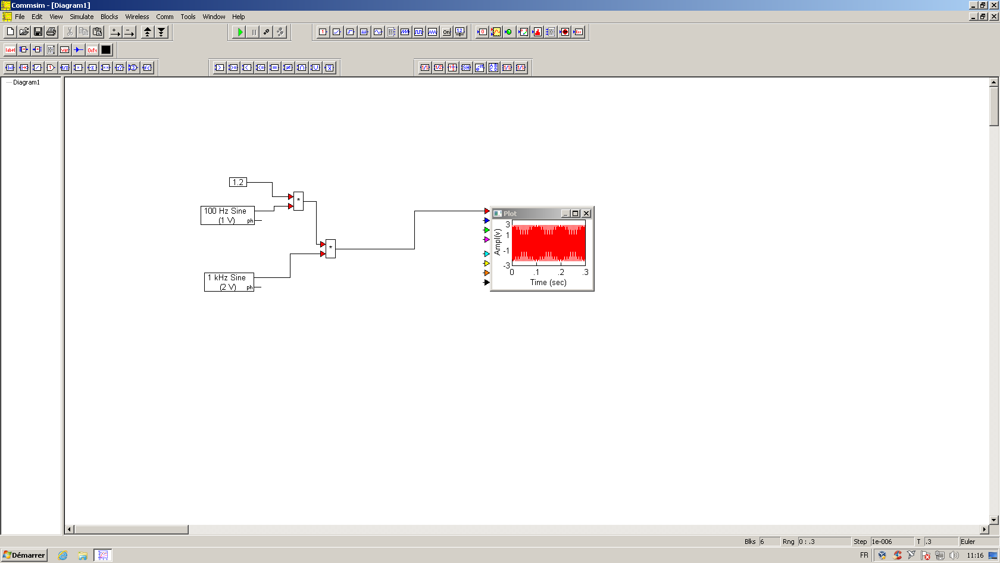 Commsim - [Diagram1]
File Edit View Simulate Blocks Wireless Comm Tools Window Help
label
Diagram1
1.2
*
100 Hz Sine
(1 V) ph
*
1 kHz Sine
(2 V) ph
Plot
Ampl(v)
3
1
-1
-3
0 .1 .2 .3
Time (sec)
Blks 6 Rng 0 : .3 Step 1e-006 T .3 Euler
Démarrer FR 11:16